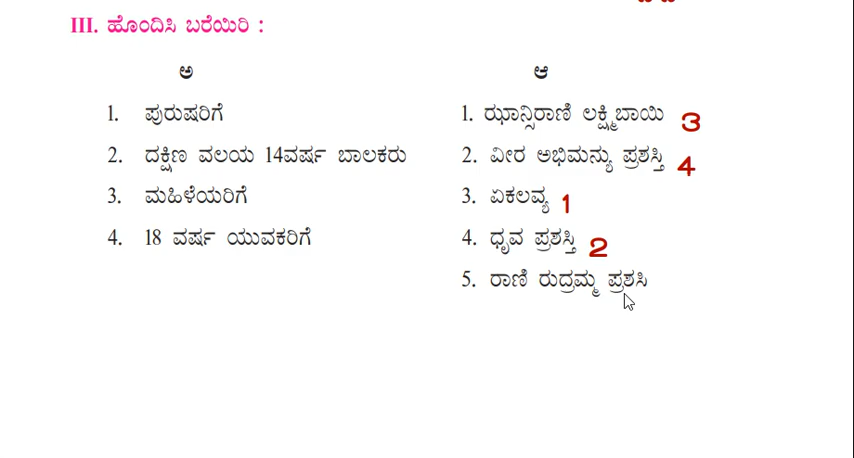 III. ಹೊಂದಿಸಿ ಬರೆಯಿರಿ :
ಅ ಆ
1. ಪುರುಷರಿಗೆ 1. ಝಾನ್ಸಿರಾಣಿ ಲಕ್ಷ್ಮಿಬಾಯಿ 3
2. ದಕ್ಷಿಣ ವಲಯ 14ವರ್ಷ ಬಾಲಕರು 2. ವೀರ ಅಭಿಮನ್ಯು ಪ್ರಶಸ್ತಿ 4
3. ಮಹಿಳೆಯರಿಗೆ 3. ಏಕಲವ್ಯ 1
4. 18 ವರ್ಷ ಯುವಕರಿಗೆ 4. ಧೃವ ಪ್ರಶಸ್ತಿ 2
5. ರಾಣಿ ರುದ್ರಮ್ಮ ಪ್ರಶಸಿ